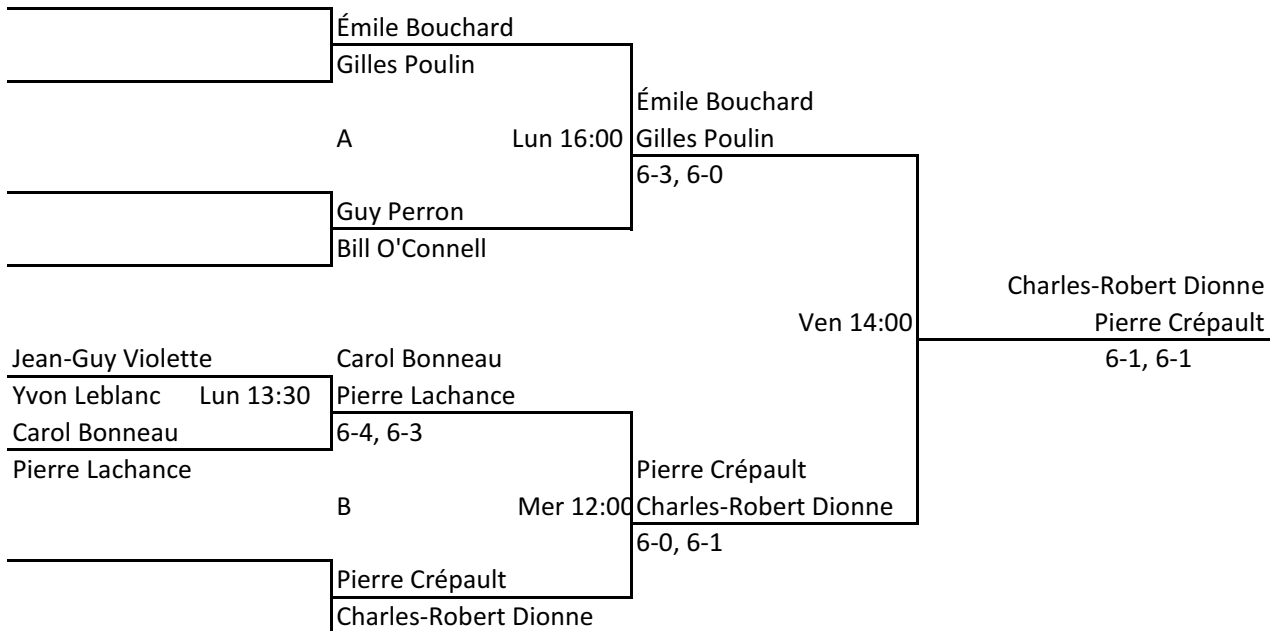 Émile Bouchard
Gilles Poulin
Émile Bouchard
A Lun 16:00 Gilles Poulin
6-3, 6-0
Guy Perron
Bill O'Connell
Charles-Robert Dionne
Ven 14:00 Pierre Crépault
Jean-Guy Violette Carol Bonneau 6-1, 6-1
Yvon Leblanc Lun 13:30 Pierre Lachance
Carol Bonneau 6-4, 6-3
Pierre Lachance Pierre Crépault
B Mer 12:00 Charles-Robert Dionne
6-0, 6-1
Pierre Crépault
Charles-Robert Dionne